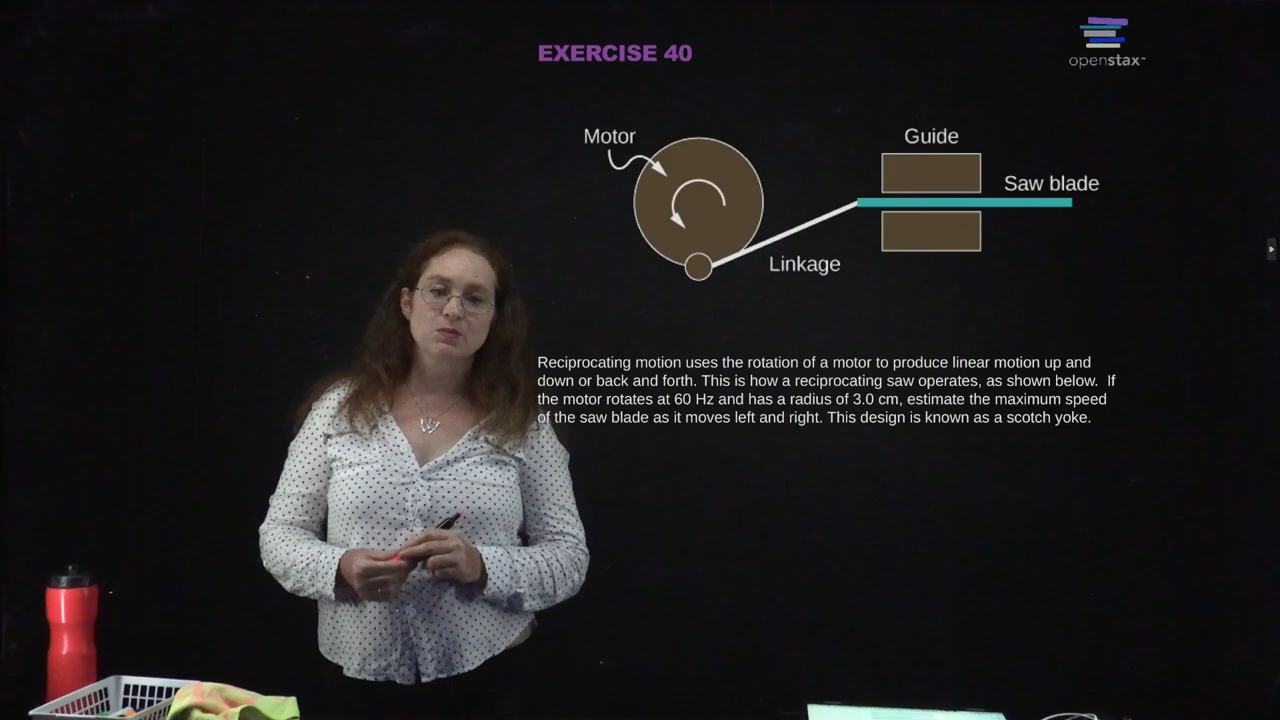 EXERCISE 40
openstax™
Motor
Guide
Saw blade
Linkage
Reciprocating motion uses the rotation of a motor to produce linear motion up and
down or back and forth. This is how a reciprocating saw operates, as shown below.  If
the motor rotates at 60 Hz and has a radius of 3.0 cm, estimate the maximum speed
of the saw blade as it moves left and right. This design is known as a scotch yoke.